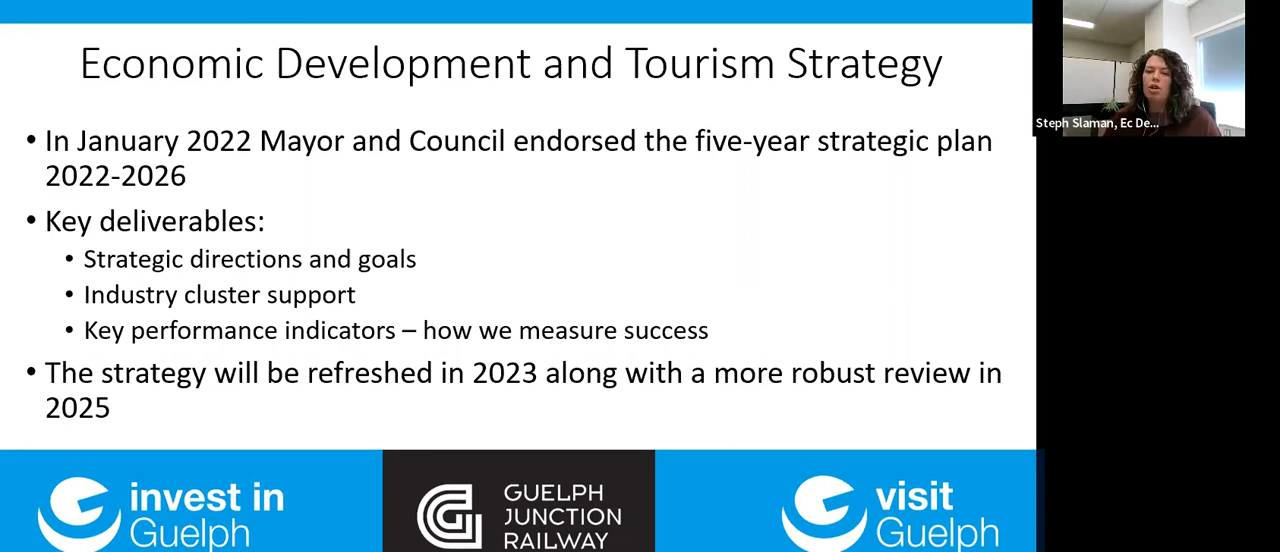 Economic Development and Tourism Strategy
• In January 2022 Mayor and Council endorsed the five-year strategic plan
2022-2026
• Key deliverables:
• Strategic directions and goals
• Industry cluster support
• Key performance indicators – how we measure success
• The strategy will be refreshed in 2023 along with a more robust review in
2025
Steph Slaman, Ec De...
invest in
Guelph
GUELPH
JUNCTION
RAILWAY
visit
Guelph